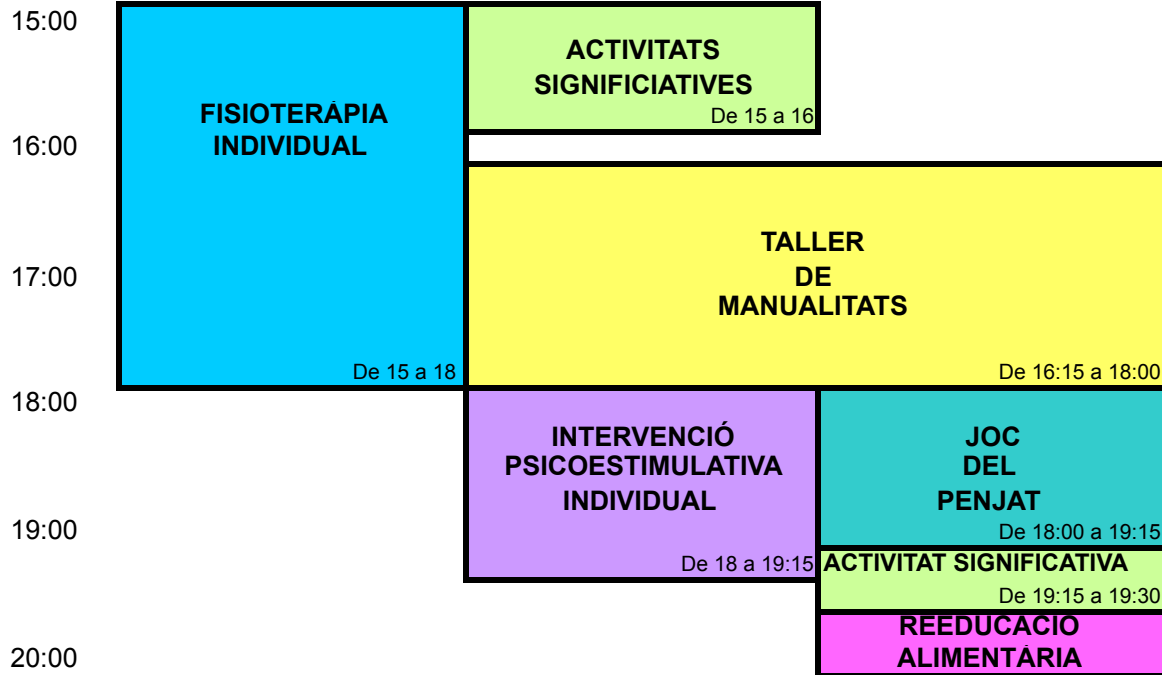 15:00
ACTIVITATS
SIGNIFICIATIVES
De 15 a 16
FISIOTERÀPIA
INDIVIDUAL
De 15 a 18
16:00
TALLER
DE
MANUALITATS
De 16:15 a 18:00
17:00
18:00
INTERVENCIÓ
PSICOESTIMULATIVA
INDIVIDUAL
De 18 a 19:15
JOC
DEL
PENJAT
De 18:00 a 19:15
19:00
ACTIVITAT SIGNIFICATIVA
De 19:15 a 19:30
REEDUCACIÓ
ALIMENTÀRIA
20:00